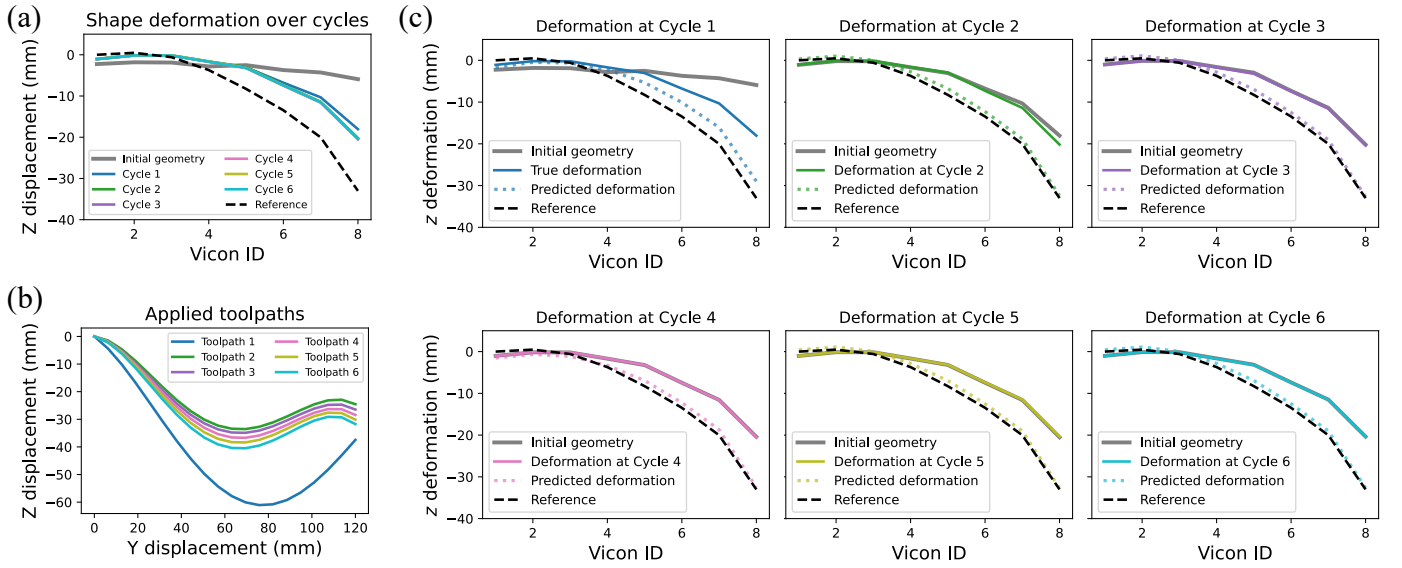 (a)
Shape deformation over cycles
Z displacement (mm)
0
−10
−20
−30
−40
Initial geometry
Cycle 1
Cycle 2
Cycle 3
Cycle 4
Cycle 5
Cycle 6
Reference
2
4
6
8
Vicon ID
(b)
Applied toolpaths
Z displacement (mm)
0
−10
−20
−30
−40
−50
−60
Toolpath 1
Toolpath 2
Toolpath 3
Toolpath 4
Toolpath 5
Toolpath 6
0
20
40
60
80
100
120
Y displacement (mm)
(c)
Deformation at Cycle 1
z deformation (mm)
0
−10
−20
−30
−40
Initial geometry
True deformation
Predicted deformation
Reference
2
4
6
8
Vicon ID
Deformation at Cycle 2
Initial geometry
Deformation at Cycle 2
Predicted deformation
Reference
2
4
6
8
Vicon ID
Deformation at Cycle 3
Initial geometry
Deformation at Cycle 3
Predicted deformation
Reference
2
4
6
8
Vicon ID
Deformation at Cycle 4
z deformation (mm)
0
−10
−20
−30
−40
Initial geometry
Deformation at Cycle 4
Predicted deformation
Reference
2
4
6
8
Vicon ID
Deformation at Cycle 5
Initial geometry
Deformation at Cycle 5
Predicted deformation
Reference
2
4
6
8
Vicon ID
Deformation at Cycle 6
Initial geometry
Deformation at Cycle 6
Predicted deformation
Reference
2
4
6
8
Vicon ID